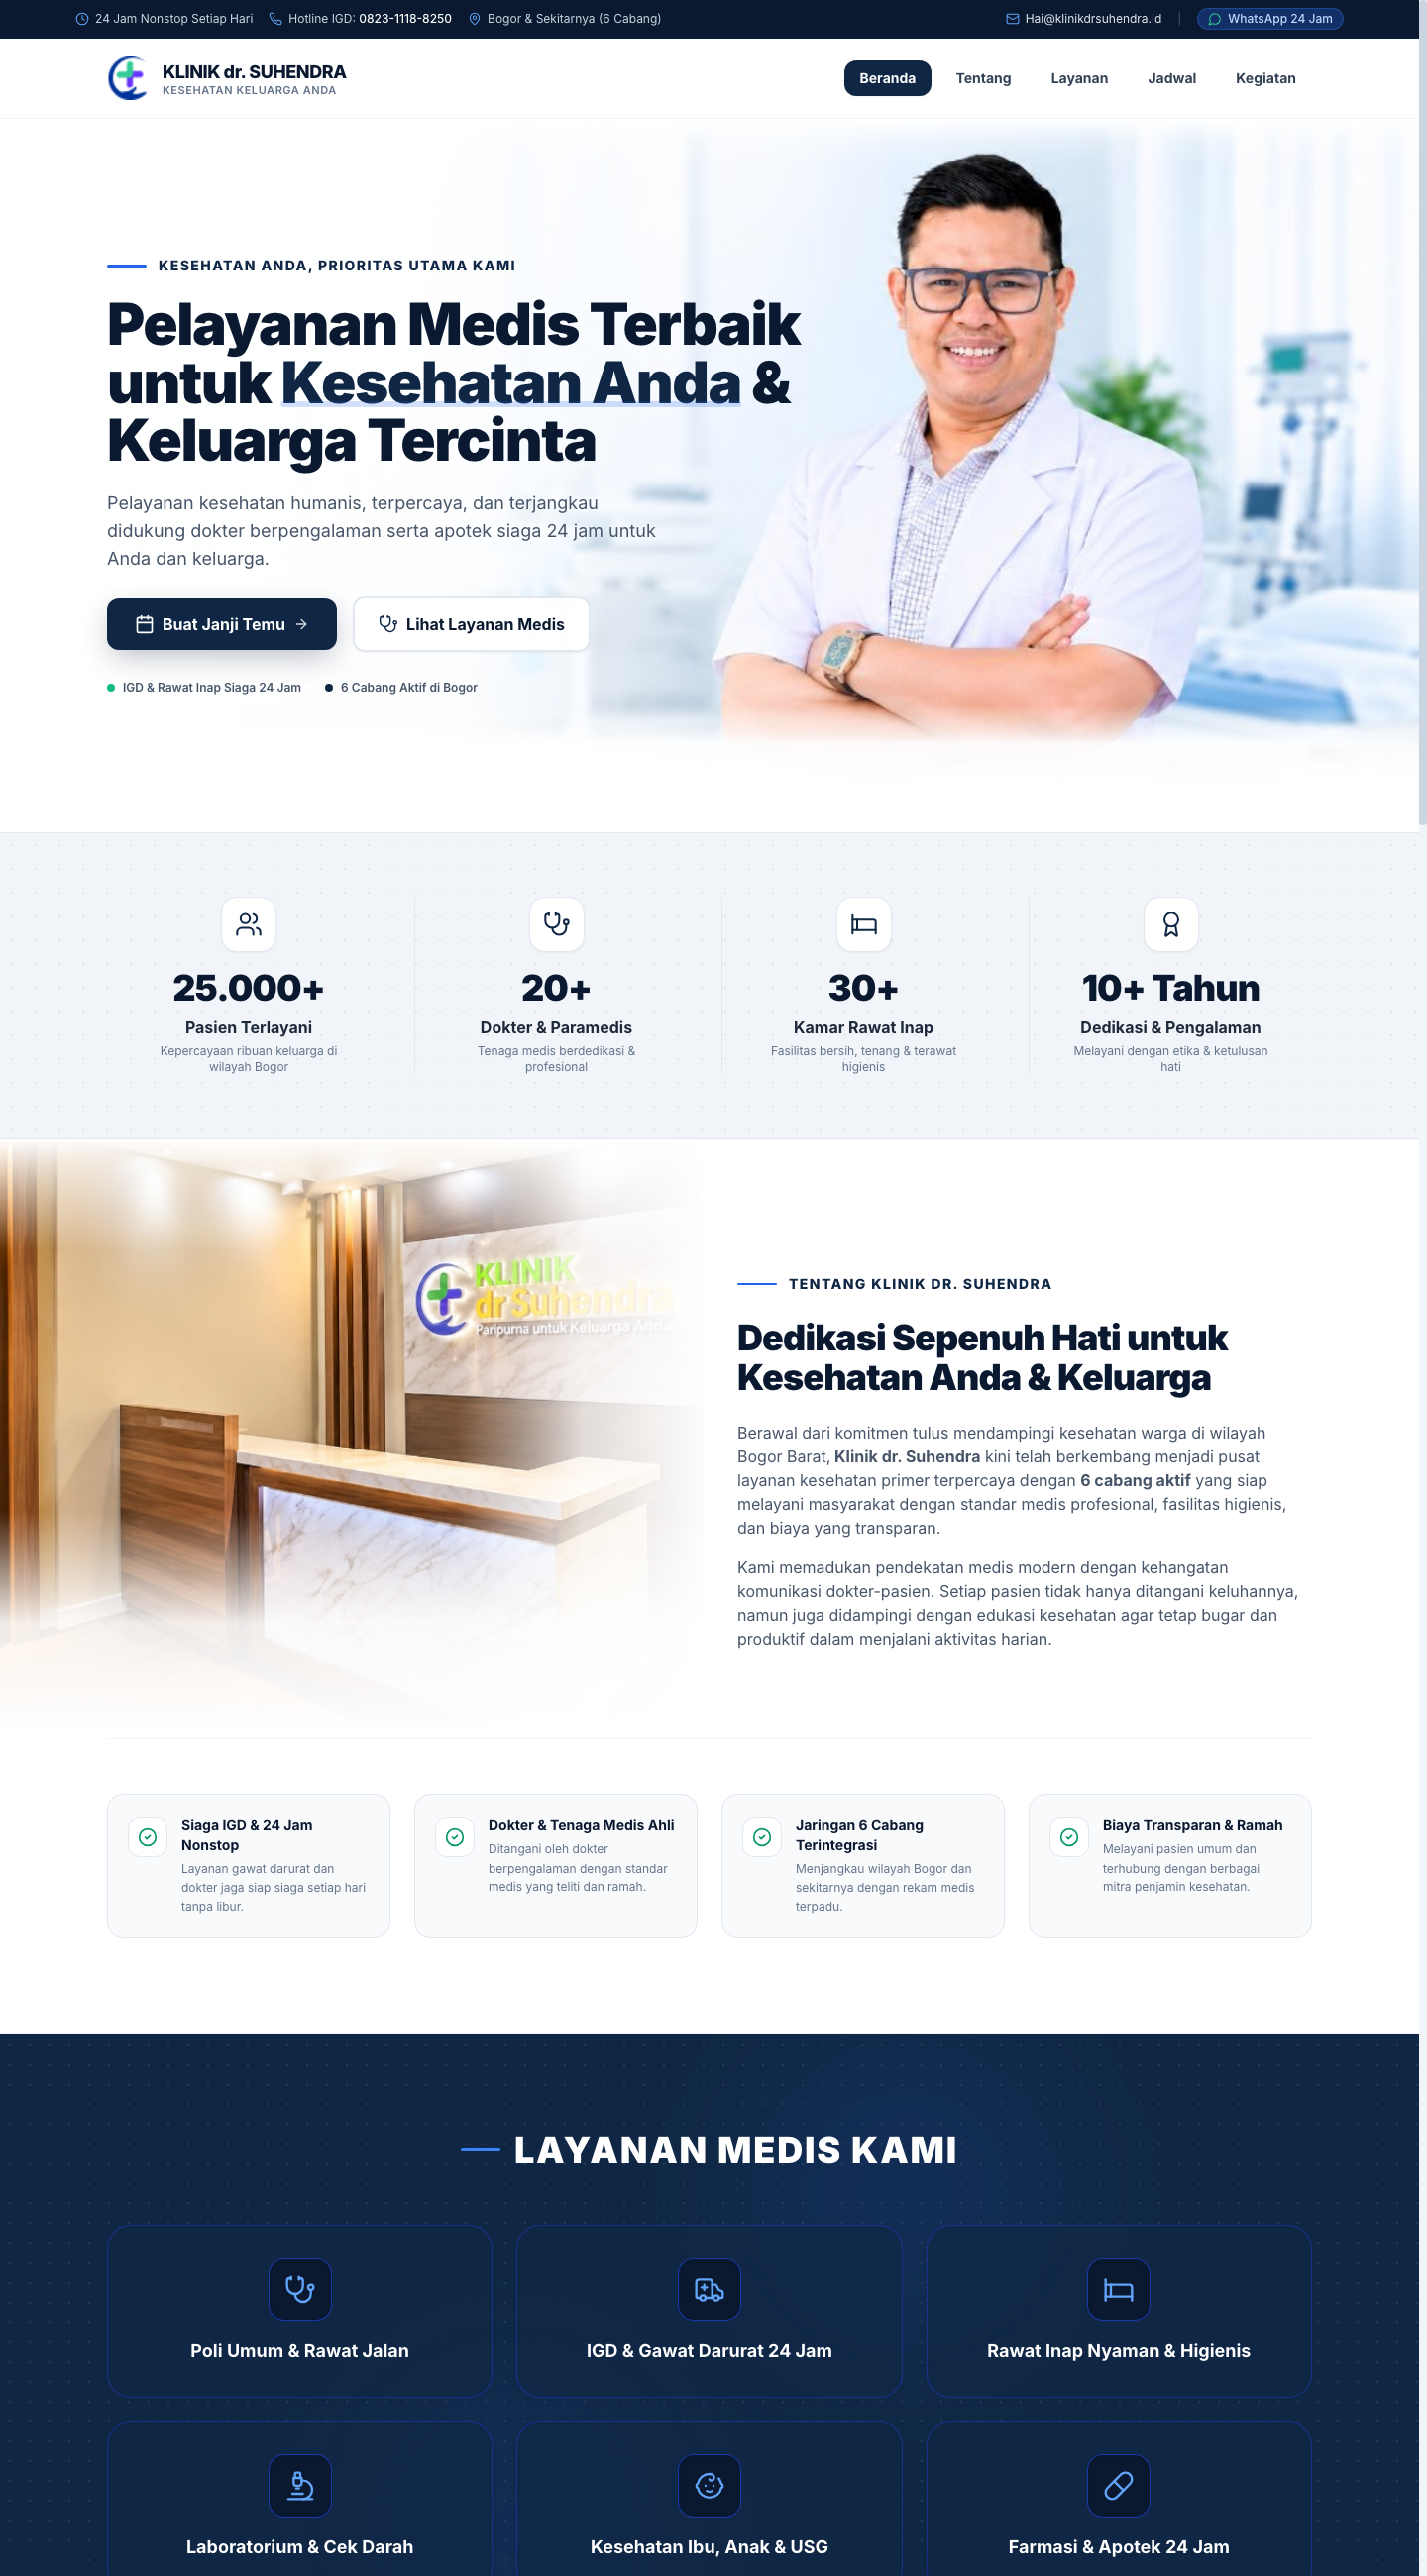 24 Jam Nonstop Setiap Hari
Hotline IGD: 0823-1118-8250
Bogor & Sekitarnya (6 Cabang)
Hai@klinikdrsuhendra.id
WhatsApp 24 Jam
KLINIK dr. SUHENDRA
KESEHATAN KELUARGA ANDA
Beranda
Tentang
Layanan
Jadwal
Kegiatan
KESEHATAN ANDA, PRIORITAS UTAMA KAMI
Pelayanan Medis Terbaik
untuk Kesehatan Anda &
Keluarga Tercinta
Pelayanan kesehatan humanis, terpercaya, dan terjangkau
didukung dokter berpengalaman serta apotek siaga 24 jam untuk
Anda dan keluarga.
Buat Janji Temu
Lihat Layanan Medis
IGD & Rawat Inap Siaga 24 Jam
6 Cabang Aktif di Bogor
25.000+
Pasien Terlayani
Kepercayaan ribuan keluarga di
wilayah Bogor
20+
Dokter & Paramedis
Tenaga medis berdedikasi &
profesional
30+
Kamar Rawat Inap
Fasilitas bersih, tenang & terawat
higienis
10+ Tahun
Dedikasi & Pengalaman
Melayani dengan etika & ketulusan
hati
KLINIK
dr Suhendra
Paripurna untuk Keluarga Anda
TENTANG KLINIK DR. SUHENDRA
Dedikasi Sepenuh Hati untuk
Kesehatan Anda & Keluarga
Berawal dari komitmen tulus mendampingi kesehatan warga di wilayah
Bogor Barat, Klinik dr. Suhendra kini telah berkembang menjadi pusat
layanan kesehatan primer terpercaya dengan 6 cabang aktif yang siap
melayani masyarakat dengan standar medis profesional, fasilitas higienis,
dan biaya yang transparan.
Kami memadukan pendekatan medis modern dengan kehangatan
komunikasi dokter-pasien. Setiap pasien tidak hanya ditangani keluhannya,
namun juga didampingi dengan edukasi kesehatan agar tetap bugar dan
produktif dalam menjalani aktivitas harian.
Siaga IGD & 24 Jam
Nonstop
Layanan gawat darurat dan
dokter jaga siap siaga setiap hari
tanpa libur.
Dokter & Tenaga Medis Ahli
Ditangani oleh dokter
berpengalaman dengan standar
medis yang teliti dan ramah.
Jaringan 6 Cabang
Terintegrasi
Menjangkau wilayah Bogor dan
sekitarnya dengan rekam medis
terpadu.
Biaya Transparan & Ramah
Melayani pasien umum dan
terhubung dengan berbagai
mitra penjamin kesehatan.
LAYANAN MEDIS KAMI
Poli Umum & Rawat Jalan
IGD & Gawat Darurat 24 Jam
Rawat Inap Nyaman & Higienis
Laboratorium & Cek Darah
Kesehatan Ibu, Anak & USG
Farmasi & Apotek 24 Jam